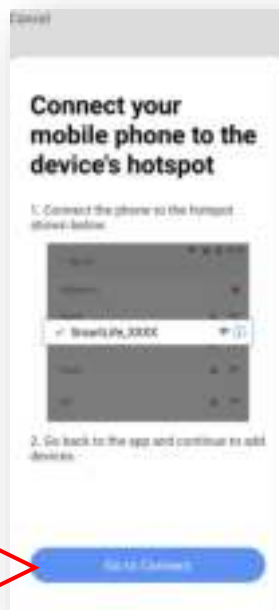 Cancel
Connect your
mobile phone to the
device's hotspot
1. Connect the phone to the hotspot
shown below
SmartLife_XXXX
2. Go back to the app and continue to add
devices.
Go to Connect